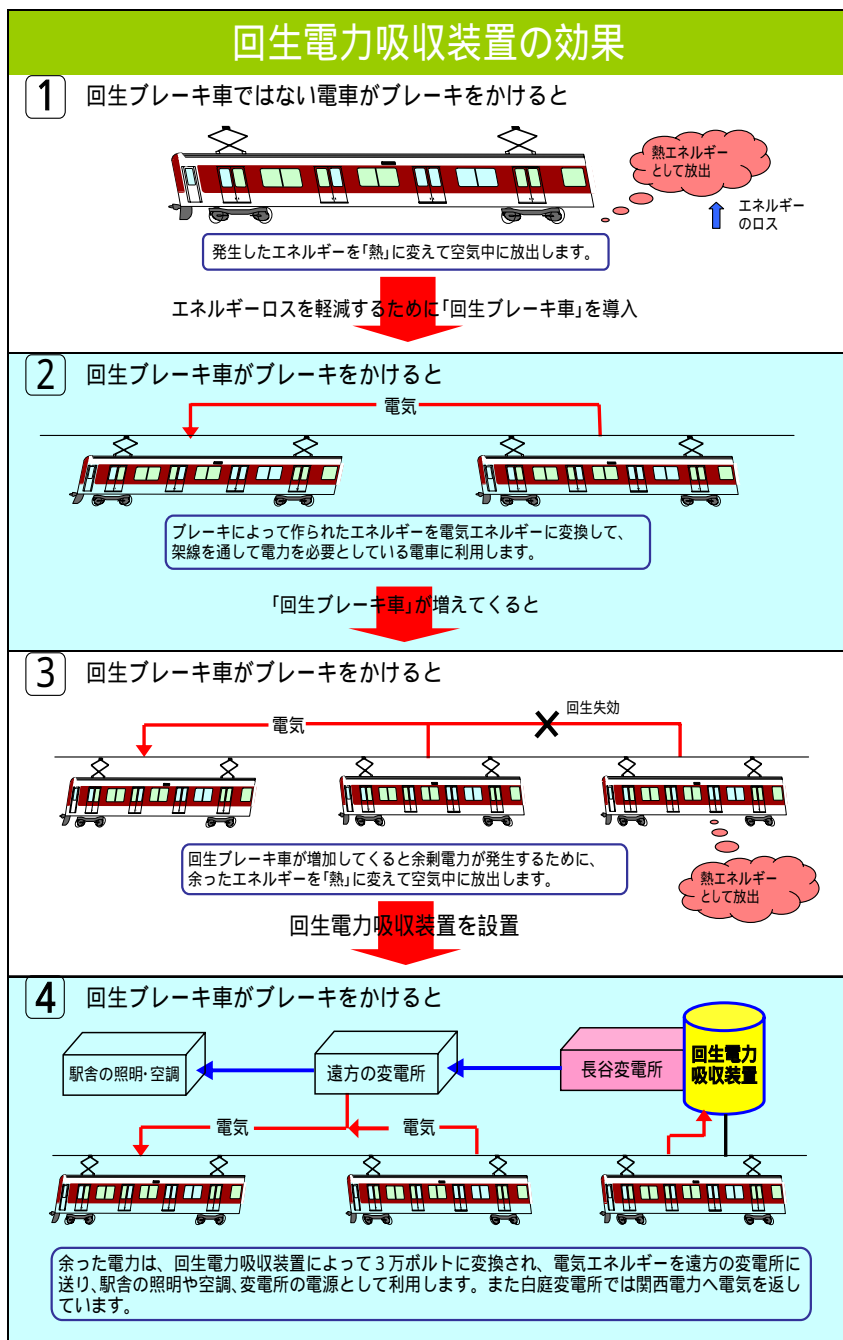 回生電力吸収装置の効果
1 回生ブレーキ車ではない電車がブレーキをかけると
熱エネルギー
として放出
エネルギー
のロス
発生したエネルギーを「熱」に変えて空気中に放出します。
エネルギーロスを軽減するために「回生ブレーキ車」を導入
2 回生ブレーキ車がブレーキをかけると
電気
ブレーキによって作られたエネルギーを電気エネルギーに変換して、
架線を通して電力を必要としている電車に利用します。
「回生ブレーキ車」が増えてくると
3 回生ブレーキ車がブレーキをかけると
回生失効
電気
回生ブレーキ車が増加してくると余剰電力が発生するために、
余ったエネルギーを「熱」に変えて空気中に放出します。
熱エネルギー
として放出
回生電力吸収装置を設置
4 回生ブレーキ車がブレーキをかけると
駅舎の照明・空調
遠方の変電所
長谷変電所
回生電力
吸収装置
電気
電気
余った電力は、回生電力吸収装置によって3万ボルトに変換され、電気エネルギーを遠方の変電所に
送り、駅舎の照明や空調、変電所の電源として利用します。また白庭変電所では関西電力へ電気を返し
ています。